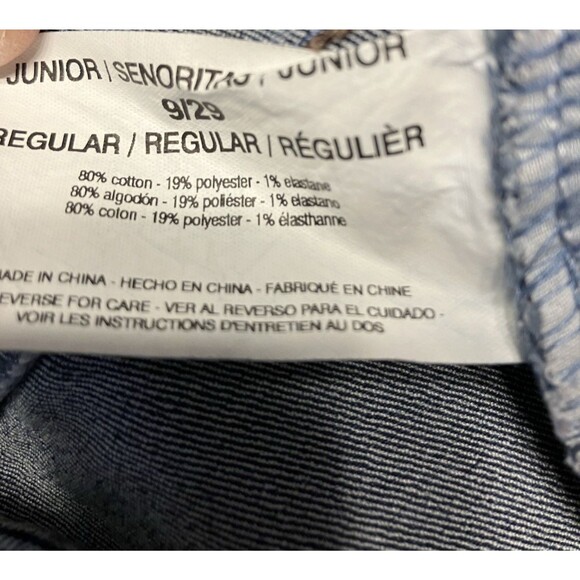 JUNIOR / SENORITAS / JUNIOR
9/29
REGULAR / REGULAR / RÉGULIÈR
80% cotton - 19% polyester - 1% elastane
80% algodón - 19% poliéster - 1% elastano
80% coton - 19% polyester - 1% élasthanne
MADE IN CHINA - HECHO EN CHINA - FABRIQUÉ EN CHINE
REVERSE FOR CARE - VER AL REVERSO PARA EL CUIDADO -
VOIR LES INSTRUCTIONS D'ENTRETIEN AU DOS